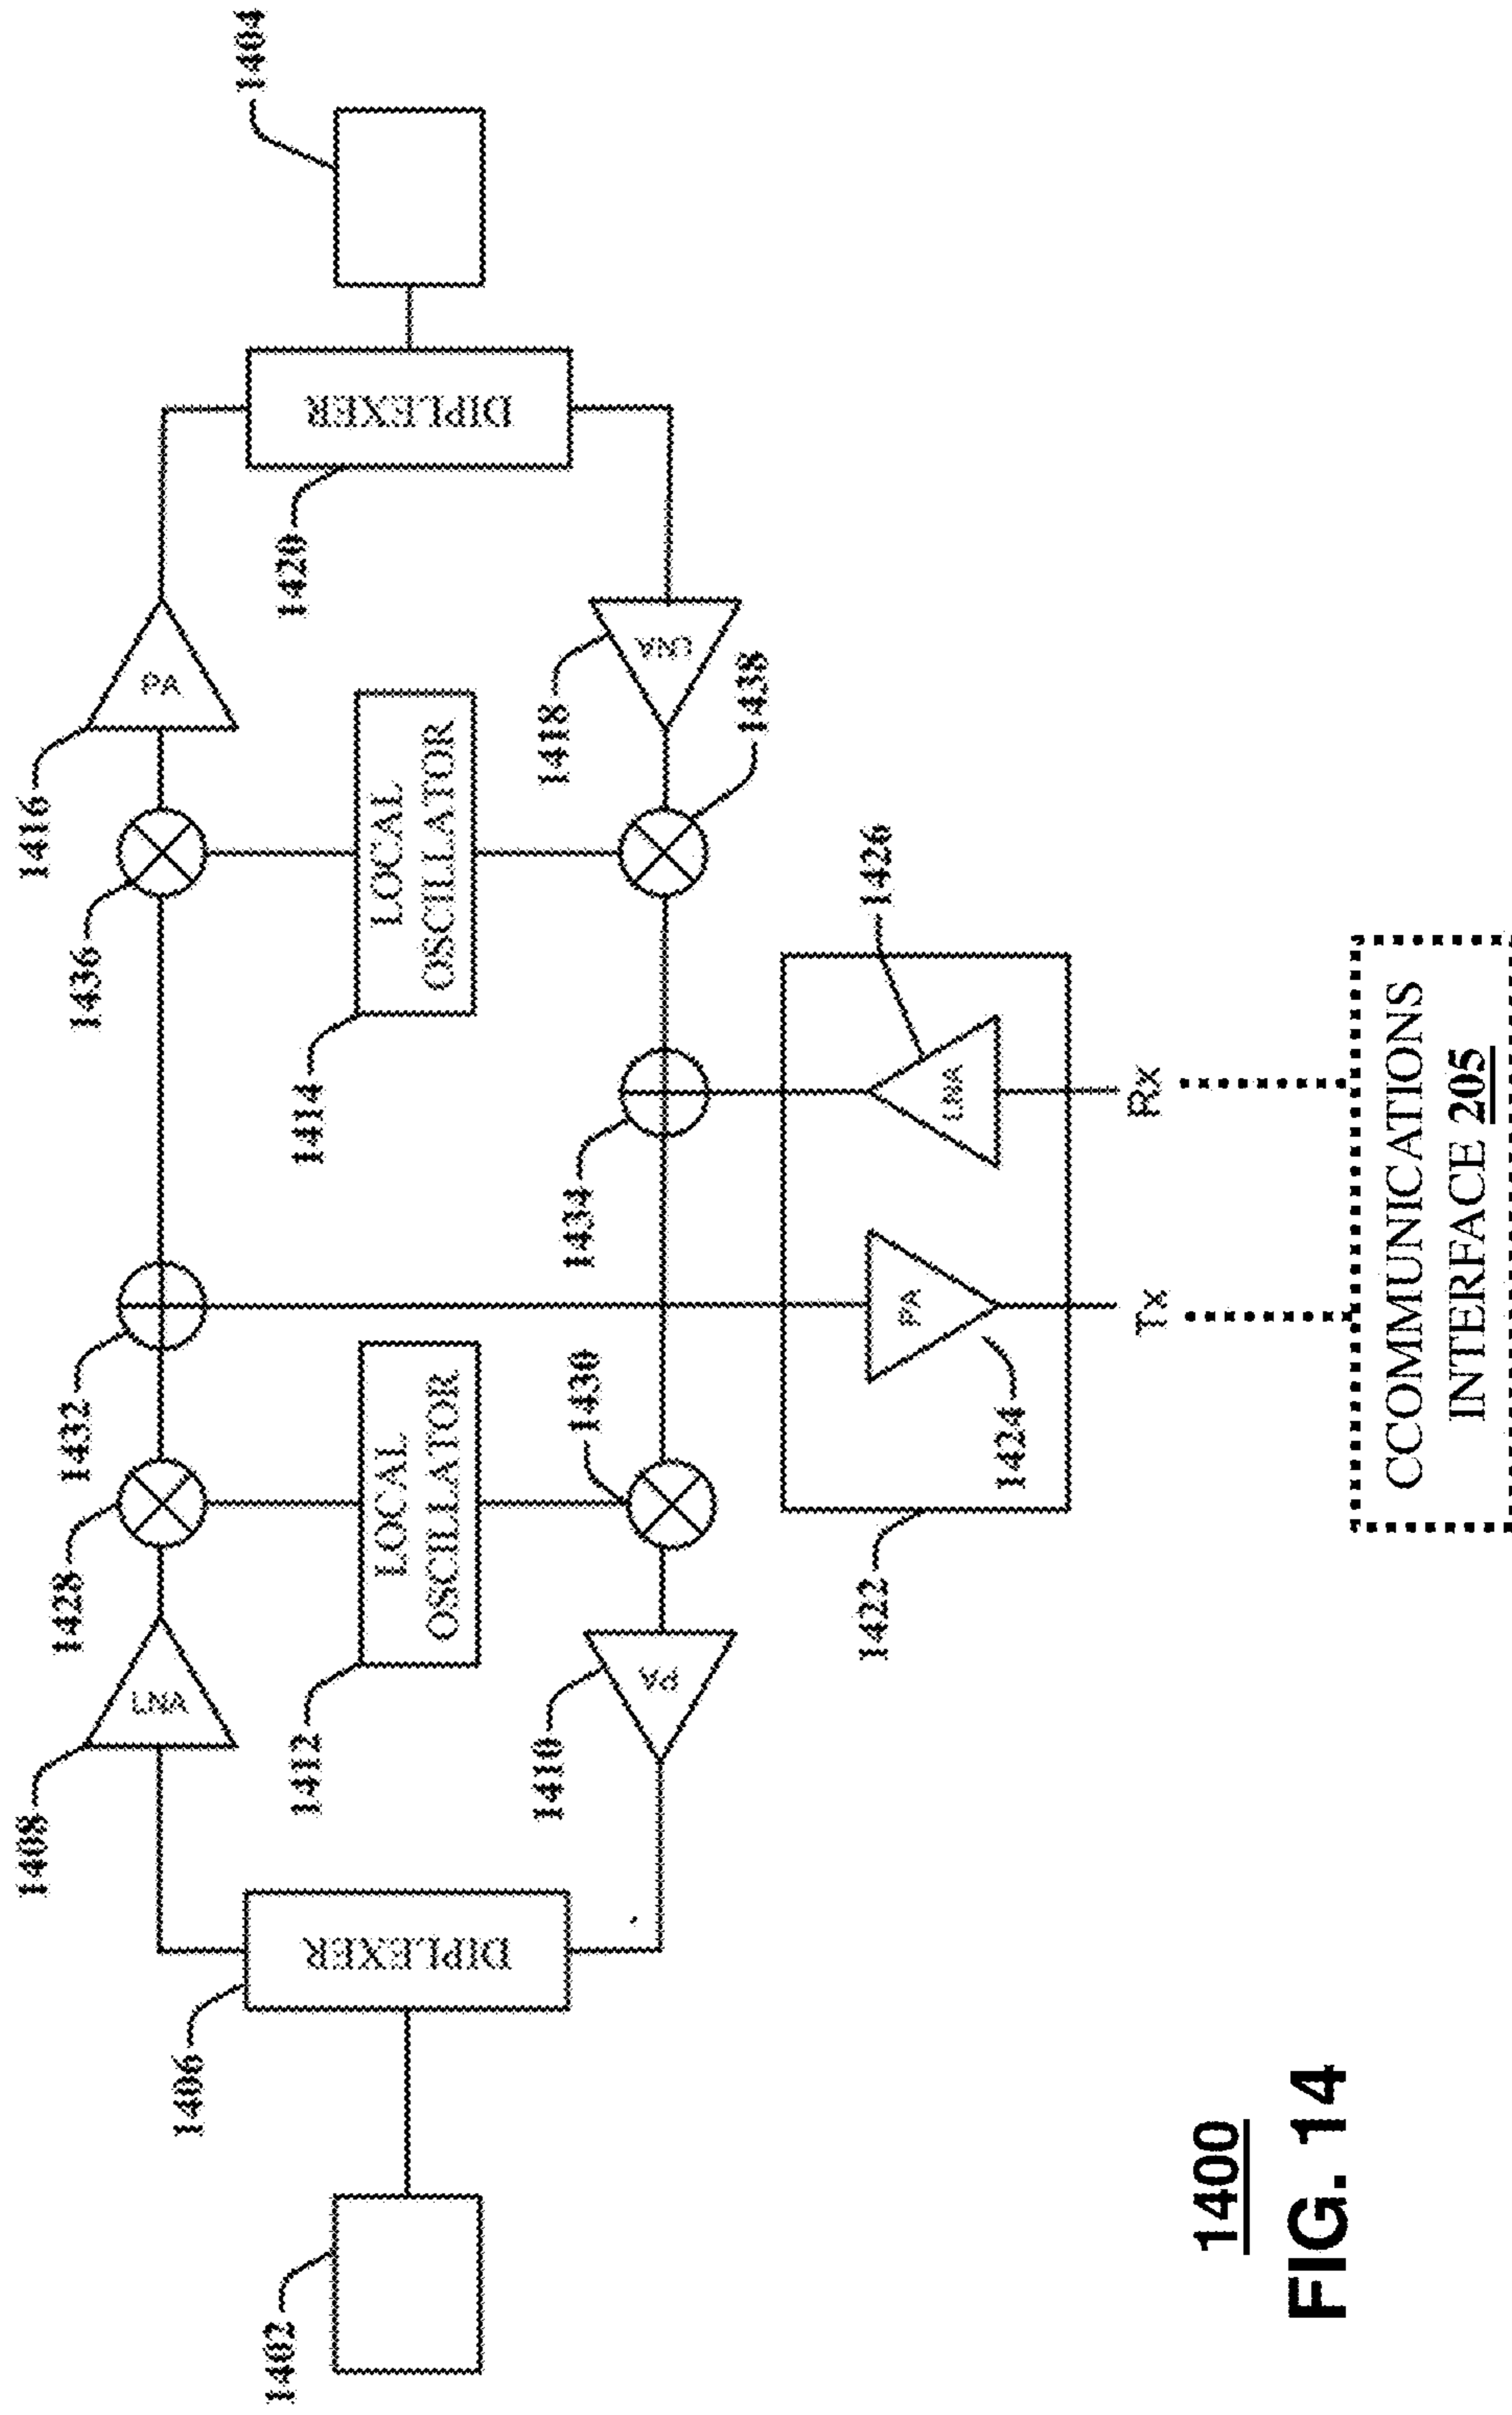 1408
1416
1428
1432
1436
LNA
PA
1406
1404
1402
1412
1414
1420
DIPLEXER
LOCAL
OSCILLATOR
LOCAL
OSCILLATOR
DIPLEXER
1410
1430
1434
1418
PA
LNA
1438
1422
1426
PA
LNA
1424
Tx
Rx
1400
FIG. 14
CCOMMUNICATIONS
INTERFACE 205